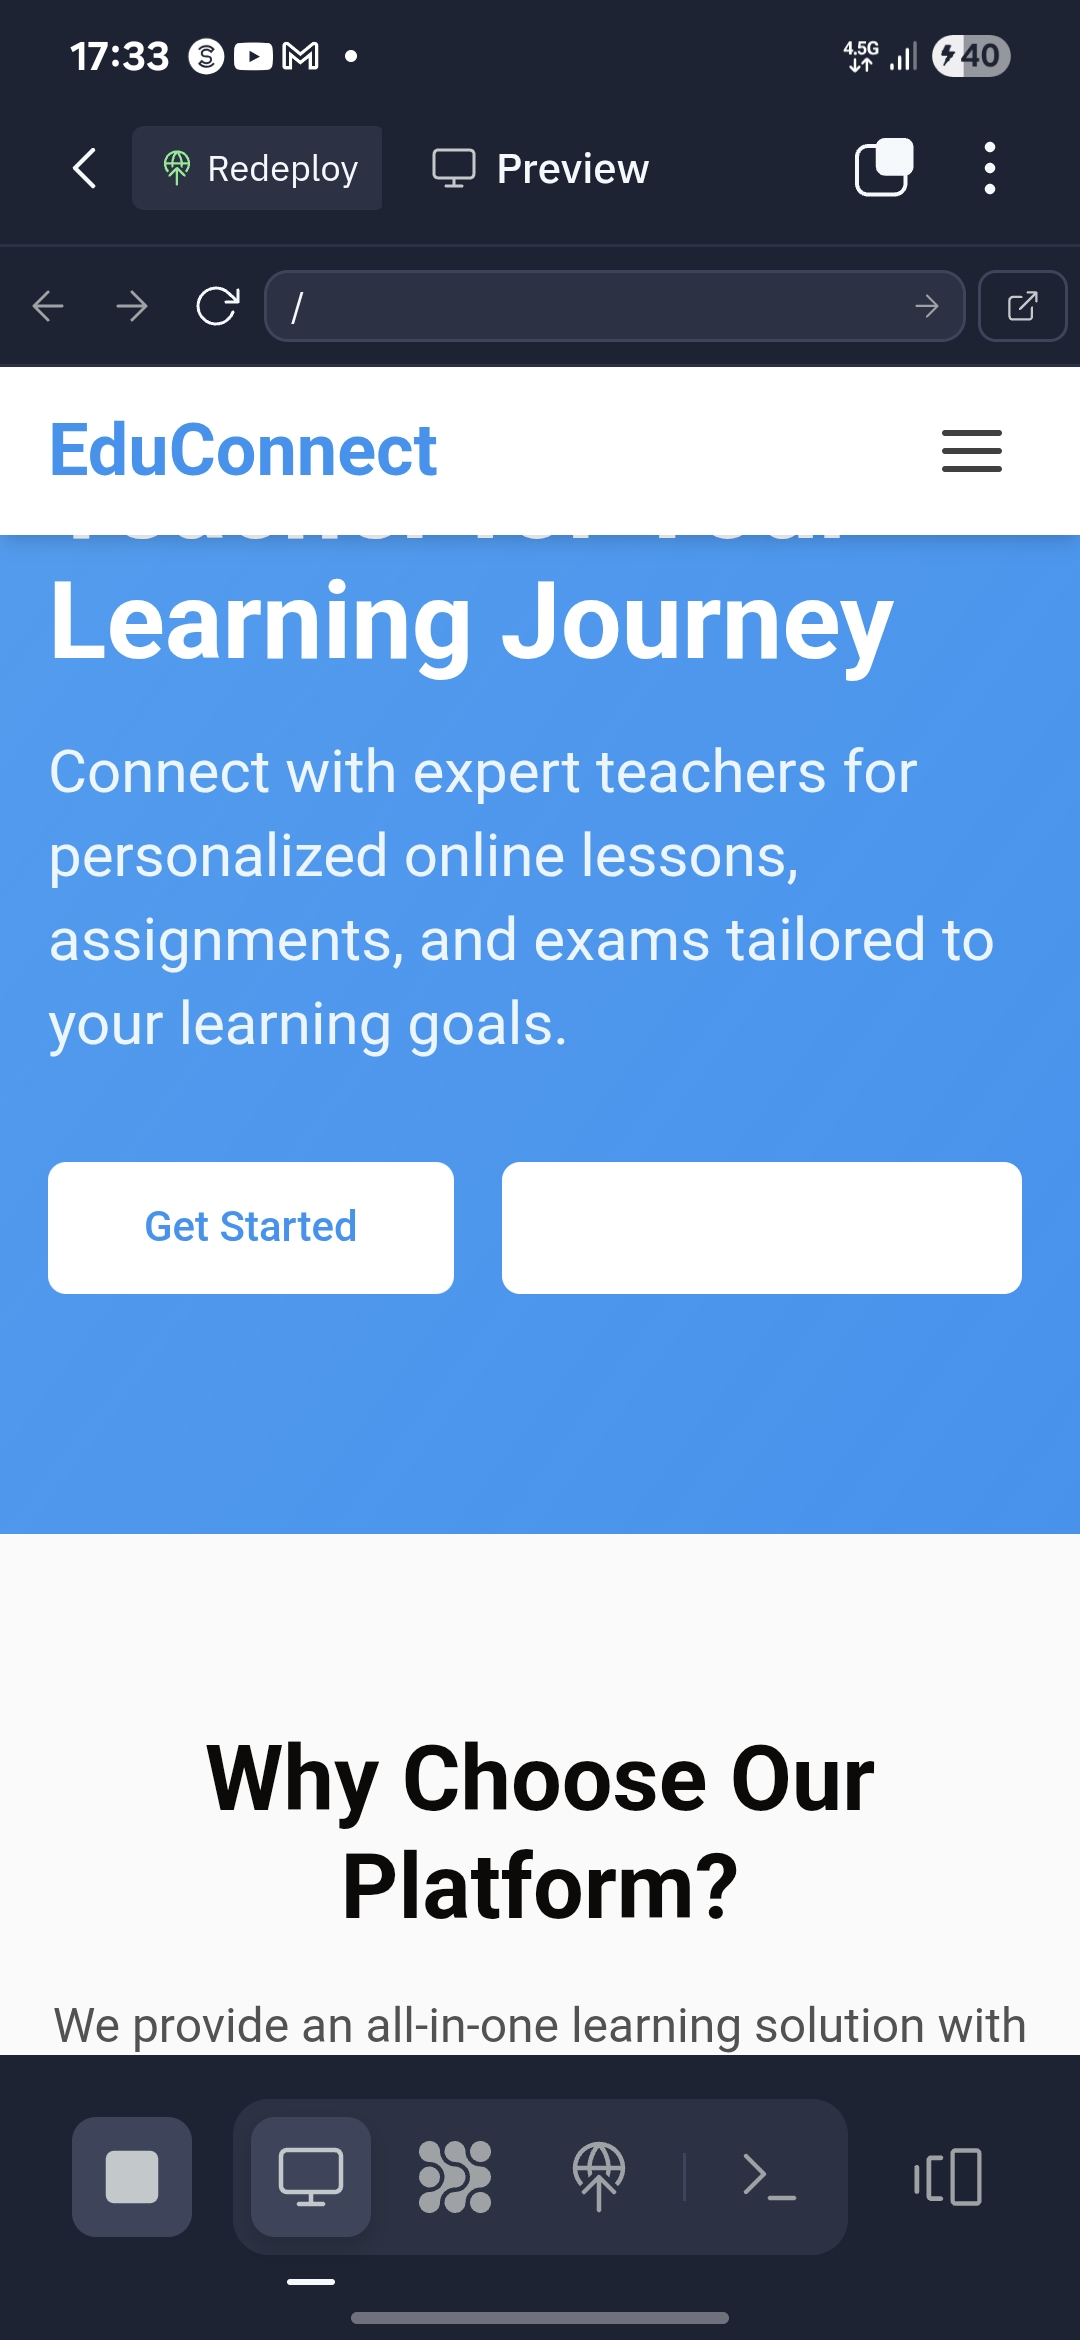 17:33
4.5G
40
Redeploy
Preview
/
EduConnect
Learning Journey
Connect with expert teachers for
personalized online lessons,
assignments, and exams tailored to
your learning goals.
Get Started
Why Choose Our
Platform?
We provide an all-in-one learning solution with